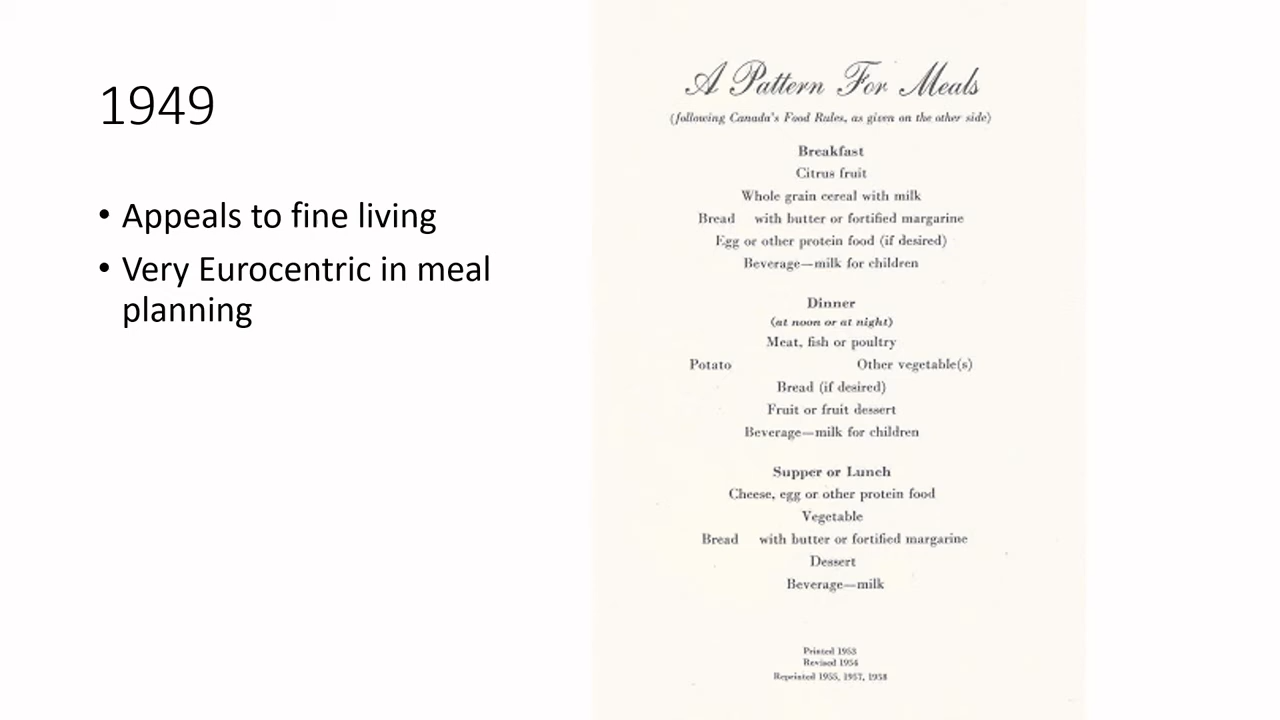 1949
• Appeals to fine living
• Very Eurocentric in meal
planning
A Pattern For Meals
(following Canada's Food Rules, as given on the other side)
Breakfast
Citrus fruit
Whole grain cereal with milk
Bread with butter or fortified margarine
Egg or other protein food (if desired)
Beverage—milk for children
Dinner
(at noon or at night)
Meat, fish or poultry
Potato Other vegetable(s)
Bread (if desired)
Fruit or fruit dessert
Beverage—milk for children
Supper or Lunch
Cheese, egg or other protein food
Vegetable
Bread with butter or fortified margarine
Dessert
Beverage—milk
Printed 1953
Revised 1954
Reprinted 1955, 1957, 1958